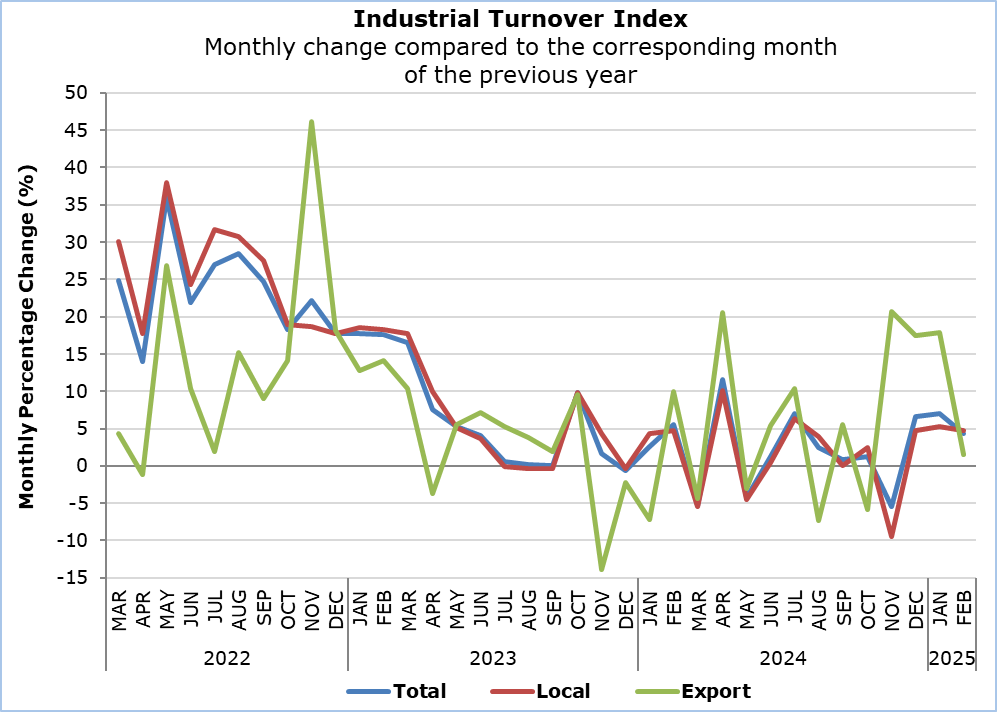 Industrial Turnover Index
Monthly change compared to the corresponding month
of the previous year
Monthly Percentage Change (%)
50
45
40
35
30
25
20
15
10
5
0
-5
-10
-15
MAR APR MAY JUN JUL AUG SEP OCT NOV DEC JAN FEB MAR APR MAY JUN JUL AUG SEP OCT NOV DEC JAN FEB MAR APR MAY JUN JUL AUG SEP OCT NOV DEC JAN FEB
2022 2023 2024 2025
Total Local Export